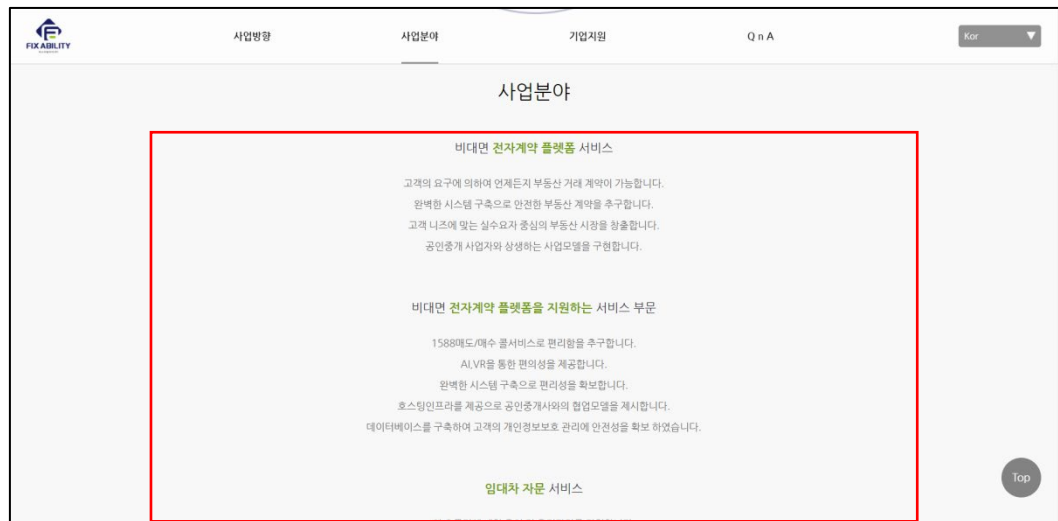 FIXABILITY
사업방향
사업분야
기업지원
Q n A
Kor
사업분야
비대면 전자계약 플렛폼 서비스
고객의 요구에 의하여 언제든지 부동산 거래 계약이 가능합니다.
완벽한 시스템 구축으로 안전한 부동산 계약을 추구합니다.
고객 니즈에 맞는 실수요자 중심의 부동산 시장을 창출합니다.
공인중개 사업자와 상생하는 사업모델을 구현합니다.
비대면 전자계약 플렛폼을 지원하는 서비스 부문
1588매도/매수 콜서비스로 편리함을 추구합니다.
AI,VR을 통한 편의성을 제공합니다.
완벽한 시스템 구축으로 편리성을 확보합니다.
호스팅인프라를 제공으로 공인중개사와의 협업모델을 제시합니다.
데이터베이스를 구축하여 고객의 개인정보보호 관리에 안전성을 확보 하였습니다.
임대차 자문 서비스
Top